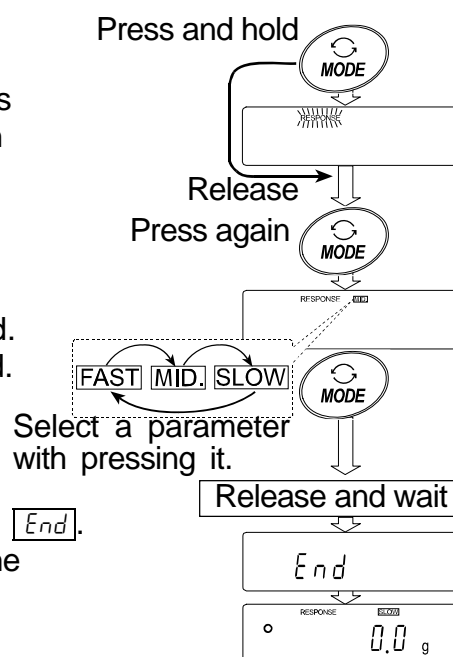 Press and hold
MODE
s
RESPONSE
n
Release
Press again
MODE
RESPONSE MID.
d.
d.
FAST MID. SLOW
MODE
Select a parameter
with pressing it.
Release and wait
End.
ne
End
RESPONSE SLOW
0.0 g